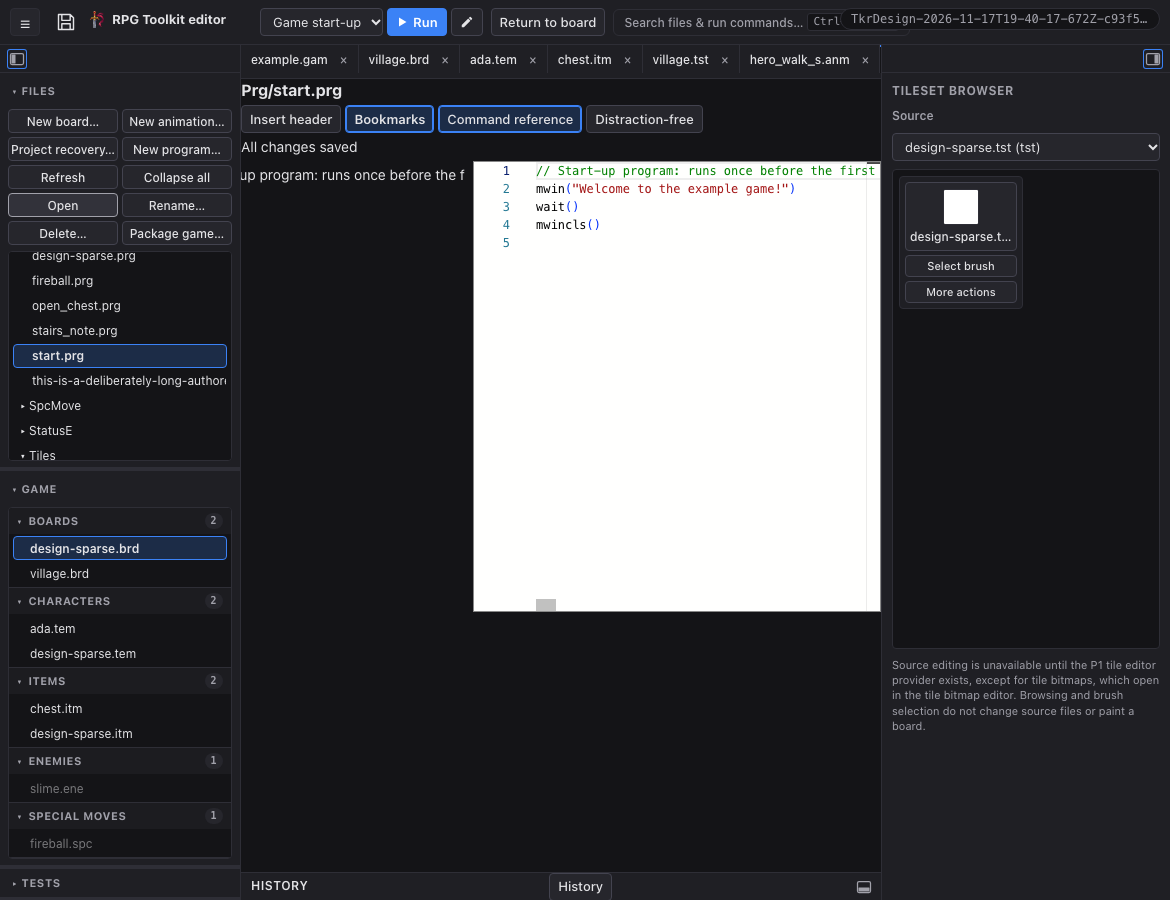 RPG Toolkit editor
Game start-up
Run
Return to board
Search files & run commands...
Ctrl
TkrDesign-2026-11-17T19-40-17-672Z-c93f5…
FILES
New board...
New animation...
Project recovery...
New program...
Refresh
Collapse all
Open
Rename...
Delete...
Package game...
design-sparse.prg
fireball.prg
open_chest.prg
stairs_note.prg
start.prg
this-is-a-deliberately-long-authore
SpcMove
StatusE
Tiles
GAME
BOARDS 2
design-sparse.brd
village.brd
CHARACTERS 2
ada.tem
design-sparse.tem
ITEMS 2
chest.itm
design-sparse.itm
ENEMIES 1
slime.ene
SPECIAL MOVES 1
fireball.spc
TESTS
example.gam ×
village.brd ×
ada.tem ×
chest.itm ×
village.tst ×
hero_walk_s.anm ×
Prg/start.prg
Insert header
Bookmarks
Command reference
Distraction-free
All changes saved
up program: runs once before the f
1 // Start-up program: runs once before the first
2 mwin("Welcome to the example game!")
3 wait()
4 mwincls()
5
HISTORY
History
TILESET BROWSER
Source
design-sparse.tst (tst)
design-sparse.t...
Select brush
More actions
Source editing is unavailable until the P1 tile editor
provider exists, except for tile bitmaps, which open
in the tile bitmap editor. Browsing and brush
selection do not change source files or paint a
board.